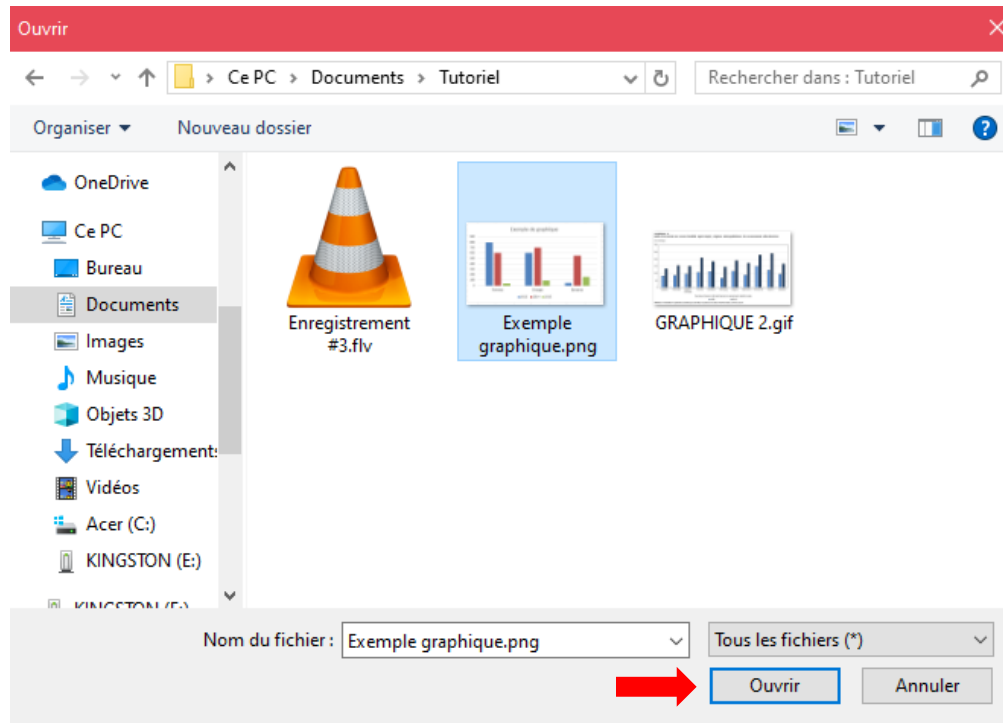 Ouvrir
Ce PC > Documents > Tutoriel
Rechercher dans : Tutoriel
Organiser
Nouveau dossier
OneDrive
Ce PC
Bureau
Documents
Images
Musique
Objets 3D
Téléchargements
Vidéos
Acer (C:)
KINGSTON (E:)
Enregistrement
#3.flv
Exemple
graphique.png
GRAPHIQUE 2.gif
Nom du fichier :
Exemple graphique.png
Tous les fichiers (*)
Ouvrir
Annuler